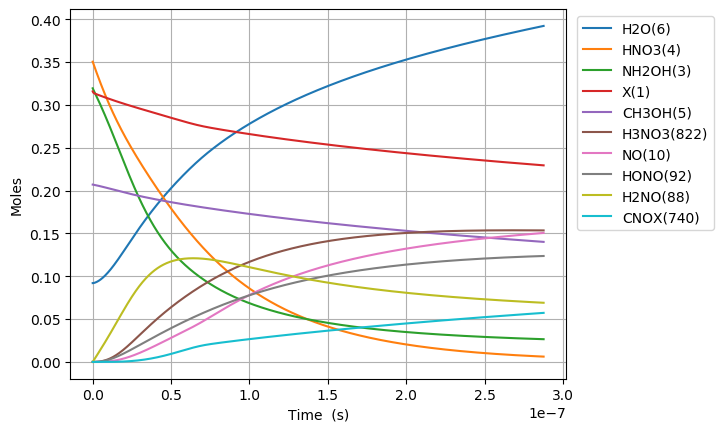 0.40
0.35
0.30
0.25
0.20
0.15
0.10
0.05
0.00
Moles
0.0
0.5
1.0
1.5
2.0
2.5
3.0
1e−7
Time (s)
H2O(6)
HNO3(4)
NH2OH(3)
X(1)
CH3OH(5)
H3NO3(822)
NO(10)
HONO(92)
H2NO(88)
CNOX(740)